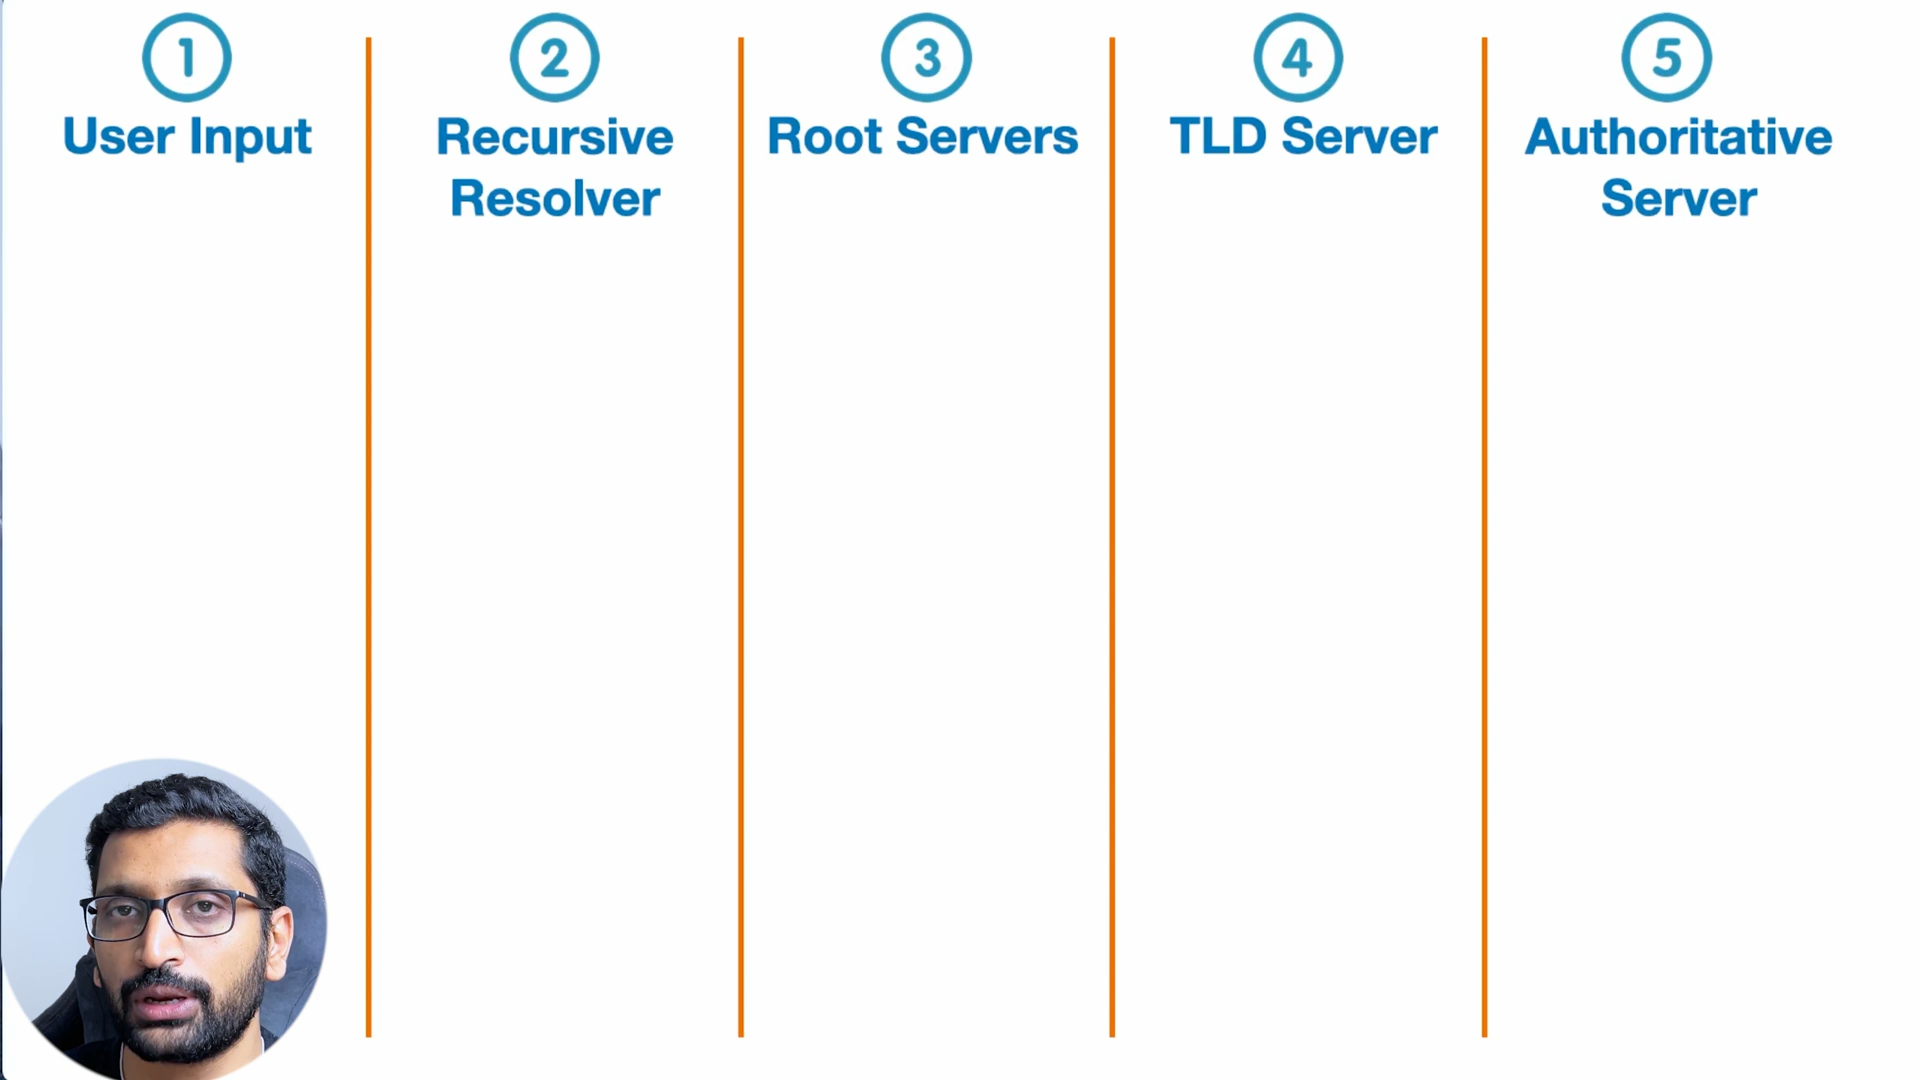 1
User Input
2
Recursive
Resolver
3
Root Servers
4
TLD Server
5
Authoritative
Server